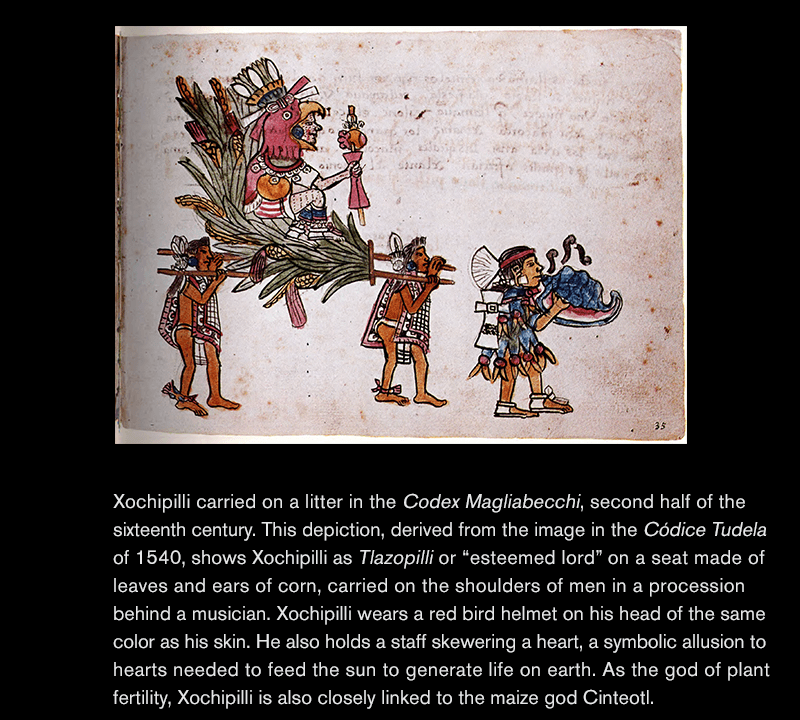 35
Xochipilli carried on a litter in the Codex Magliabecchi, second half of the
sixteenth century. This depiction, derived from the image in the Códice Tudela
of 1540, shows Xochipilli as Tlazopilli or “esteemed lord” on a seat made of
leaves and ears of corn, carried on the shoulders of men in a procession
behind a musician. Xochipilli wears a red bird helmet on his head of the same
color as his skin. He also holds a staff skewering a heart, a symbolic allusion to
hearts needed to feed the sun to generate life on earth. As the god of plant
fertility, Xochipilli is also closely linked to the maize god Cinteotl.